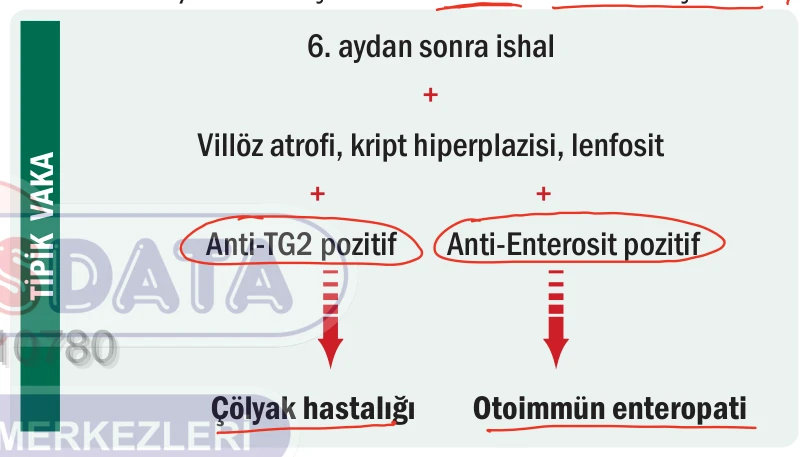 6. aydan sonra ishal
+
Villöz atrofi, kript hiperplazisi, lenfosit
+ +
Anti-TG2 pozitif Anti-Enterosit pozitif
Çölyak hastalığı Otoimmün enteropati
TİPİK VAKA
SDATA
10780
MERKEZLERİ